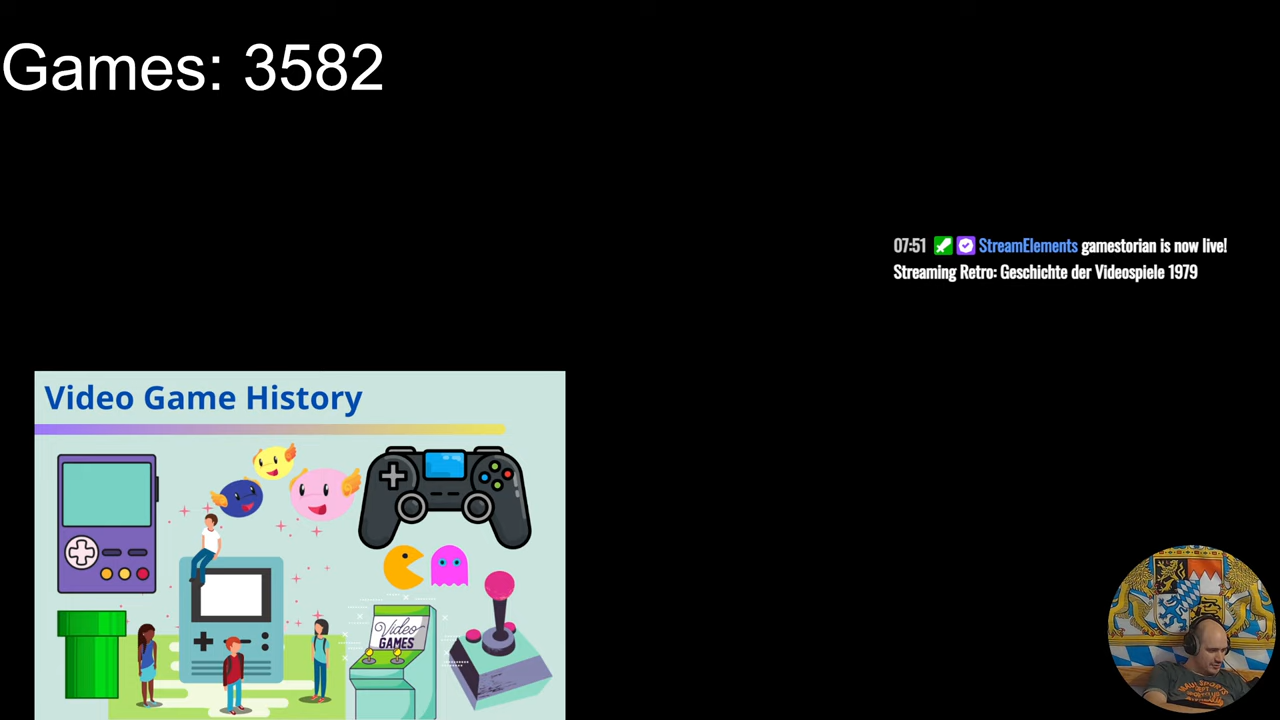 Games: 3582
07:51 StreamElements gamestorian is now live!
Streaming Retro: Geschichte der Videospiele 1979
Video Game History
Video
GAMES